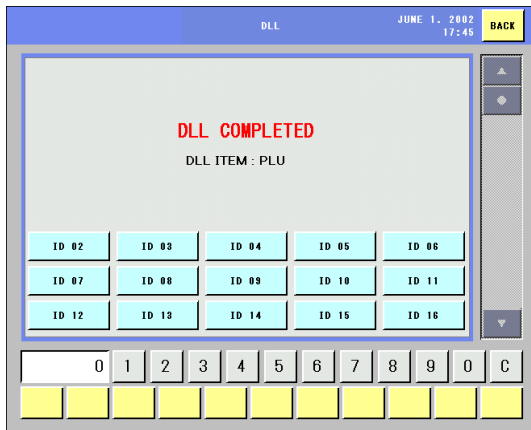 DLL
JUNE 1. 2002
17:45
BACK
DLL COMPLETED
DLL ITEM : PLU
ID 02 ID 03 ID 04 ID 05 ID 06
ID 07 ID 08 ID 09 ID 10 ID 11
ID 12 ID 13 ID 14 ID 15 ID 16
0 1 2 3 4 5 6 7 8 9 0 C